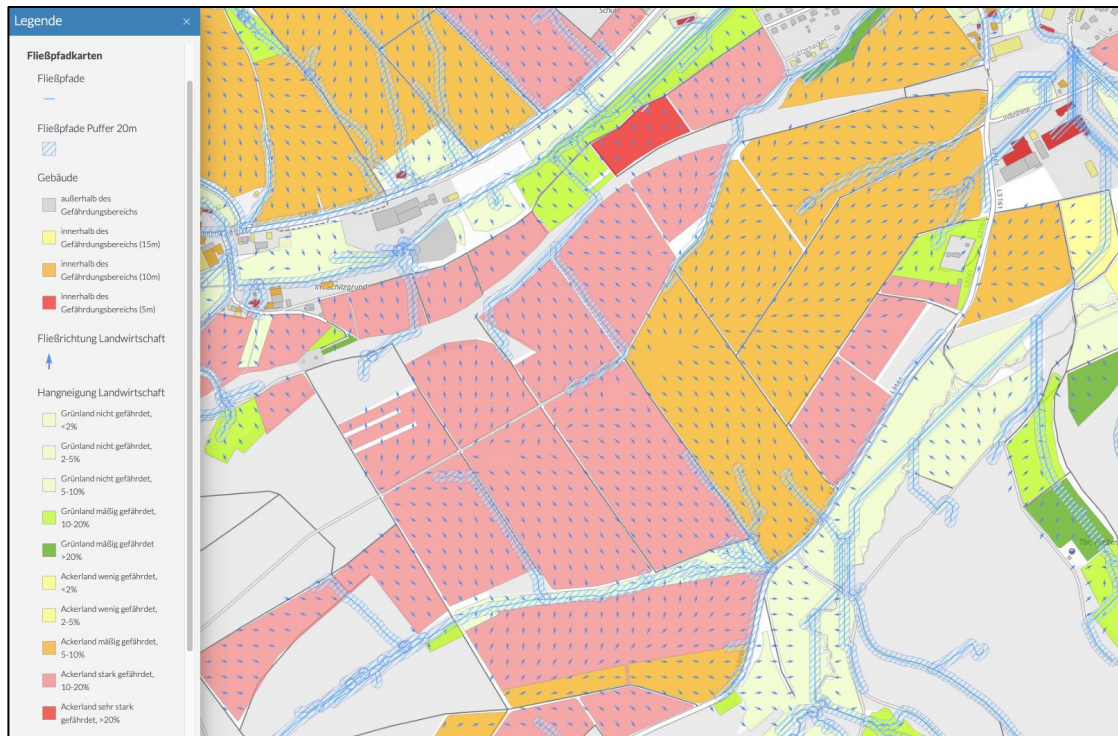 Legende ×
Fließpfadkarten
Fließpfade
Fließpfade Puffer 20m
Gebäude
außerhalb des
Gefährdungsbereichs
innerhalb des
Gefährdungsbereichs (15m)
innerhalb des
Gefährdungsbereichs (10m)
innerhalb des
Gefährdungsbereichs (5m)
Fließrichtung Landwirtschaft
Hangneigung Landwirtschaft
Grünland nicht gefährdet,
<2%
Grünland nicht gefährdet,
2-5%
Grünland nicht gefährdet,
5-10%
Grünland mäßig gefährdet,
10-20%
Grünland mäßig gefährdet
>20%
Ackerland wenig gefährdet,
<2%
Ackerland wenig gefährdet,
2-5%
Ackerland mäßig gefährdet,
5-10%
Ackerland stark gefährdet,
10-20%
Ackerland sehr stark
gefährdet, >20%
L 3161
L 3161